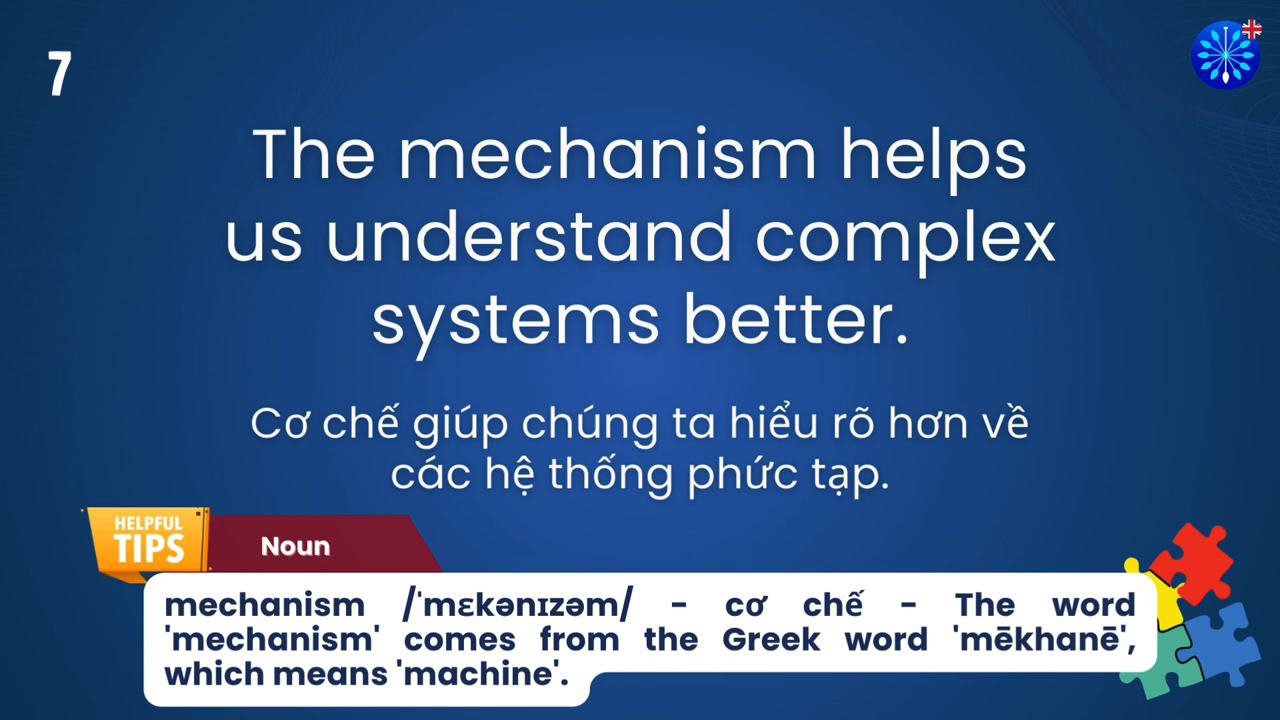 7
The mechanism helps
us understand complex
systems better.
Cơ chế giúp chúng ta hiểu rõ hơn về
các hệ thống phức tạp.
HELPFUL
TIPS
Noun
mechanism /ˈmɛkənɪzəm/ - cơ chế - The word
'mechanism' comes from the Greek word 'mēkhanē',
which means 'machine'.